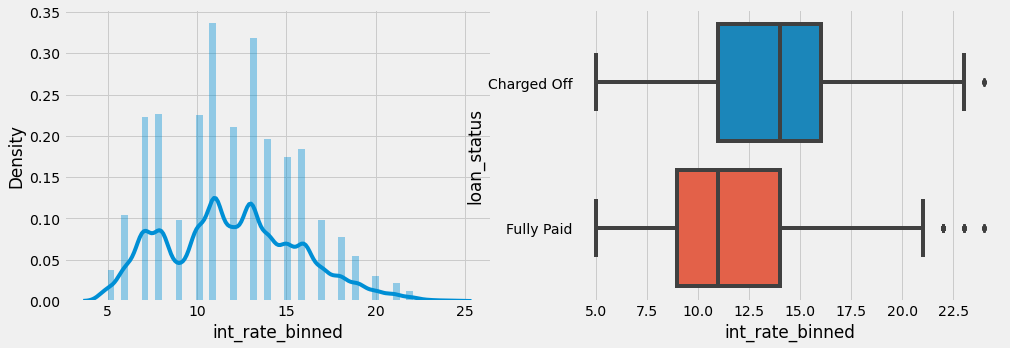 0.35
0.30
0.25
0.20
0.15
0.10
0.05
0.00
Density
5 10 15 20 25
int_rate_binned
loan_status
Charged Off
Fully Paid
5.0 7.5 10.0 12.5 15.0 17.5 20.0 22.5
int_rate_binned